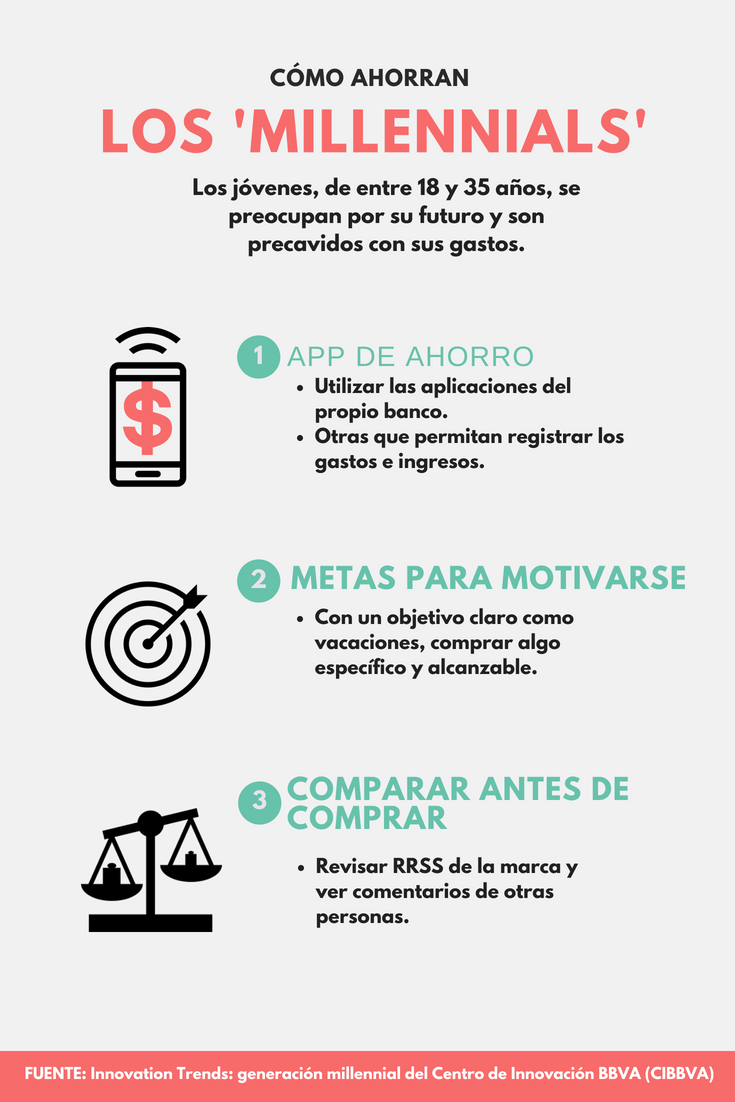 CÓMO AHORRAN
LOS 'MILLENNIALS'
Los jóvenes, de entre 18 y 35 años, se
preocupan por su futuro y son
precavidos con sus gastos.
1 APP DE AHORRO
• Utilizar las aplicaciones del
propio banco.
• Otras que permitan registrar los
gastos e ingresos.
$
2 METAS PARA MOTIVARSE
• Con un objetivo claro como
vacaciones, comprar algo
específico y alcanzable.
3 COMPARAR ANTES DE
COMPRAR
• Revisar RRSS de la marca y
ver comentarios de otras
personas.
FUENTE: Innovation Trends: generación millennial del Centro de Innovación BBVA (CIBBVA)